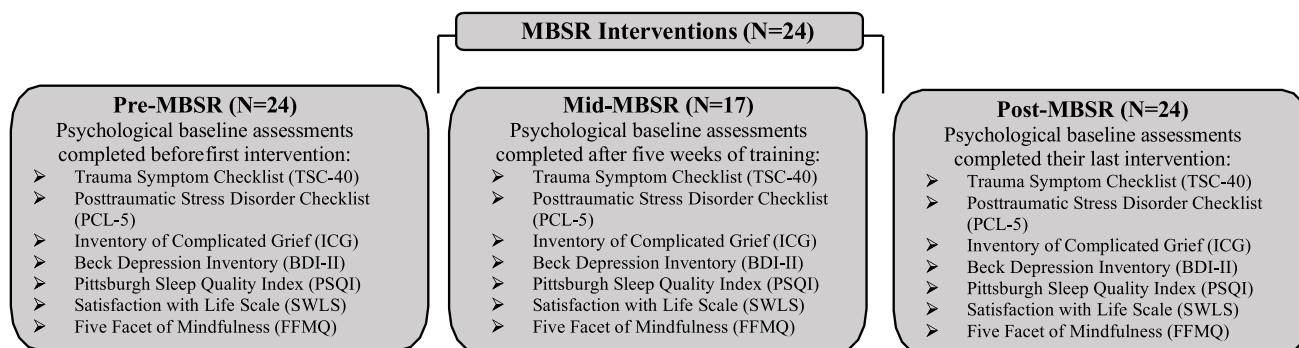 MBSR Interventions (N=24)
Pre-MBSR (N=24)
Psychological baseline assessments
completed before first intervention:
➢ Trauma Symptom Checklist (TSC-40)
➢ Posttraumatic Stress Disorder Checklist
(PCL-5)
➢ Inventory of Complicated Grief (ICG)
➢ Beck Depression Inventory (BDI-II)
➢ Pittsburgh Sleep Quality Index (PSQI)
➢ Satisfaction with Life Scale (SWLS)
➢ Five Facet of Mindfulness (FFMQ)
Mid-MBSR (N=17)
Psychological baseline assessments
completed after five weeks of training:
➢ Trauma Symptom Checklist (TSC-40)
➢ Posttraumatic Stress Disorder Checklist
(PCL-5)
➢ Inventory of Complicated Grief (ICG)
➢ Beck Depression Inventory (BDI-II)
➢ Pittsburgh Sleep Quality Index (PSQI)
➢ Satisfaction with Life Scale (SWLS)
➢ Five Facet of Mindfulness (FFMQ)
Post-MBSR (N=24)
Psychological baseline assessments
completed their last intervention:
➢ Trauma Symptom Checklist (TSC-40)
➢ Posttraumatic Stress Disorder Checklist
(PCL-5)
➢ Inventory of Complicated Grief (ICG)
➢ Beck Depression Inventory (BDI-II)
➢ Pittsburgh Sleep Quality Index (PSQI)
➢ Satisfaction with Life Scale (SWLS)
➢ Five Facet of Mindfulness (FFMQ)